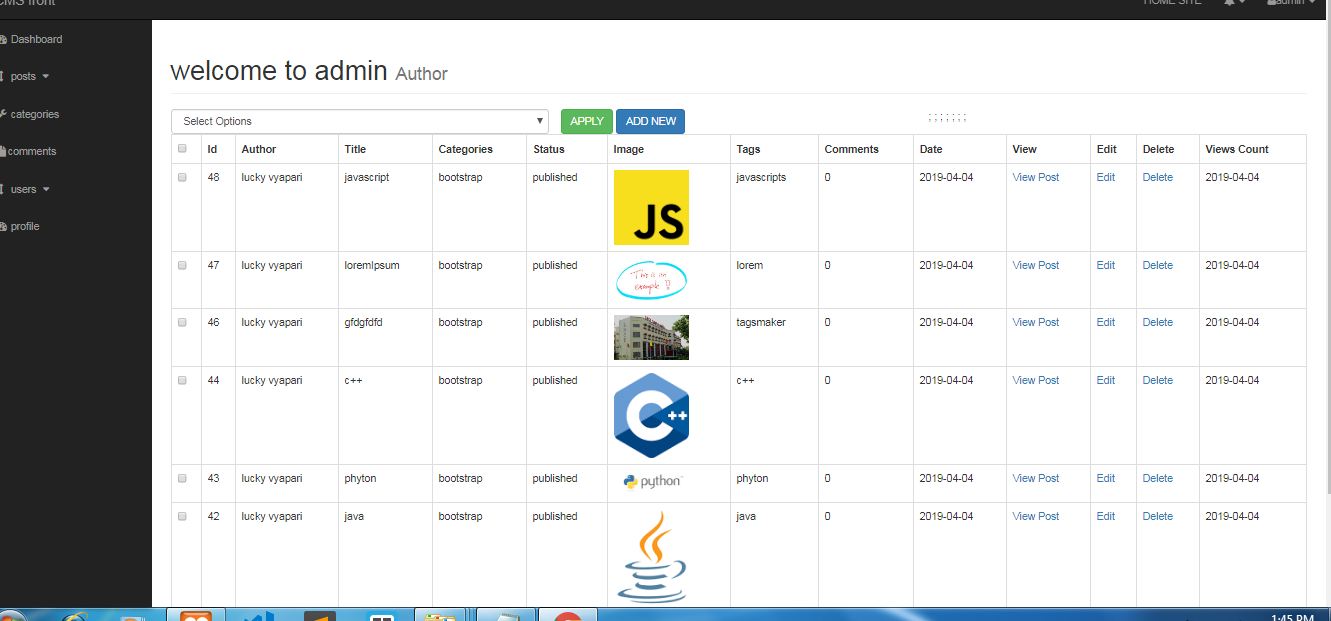 CMS front HOME SITE admin
Dashboard
posts
categories
comments
users
profile
welcome to admin Author
Select Options APPLY ADD NEW ; ; ; ; ; ; ;
Id Author Title Categories Status Image Tags Comments Date View Edit Delete Views Count
48 lucky vyapari javascript bootstrap published JS javascripts 0 2019-04-04 View Post Edit Delete 2019-04-04
47 lucky vyapari loremIpsum bootstrap published This is an example !! lorem 0 2019-04-04 View Post Edit Delete 2019-04-04
46 lucky vyapari gfdgfdfd bootstrap published tagsmaker 0 2019-04-04 View Post Edit Delete 2019-04-04
44 lucky vyapari c++ bootstrap published C++ c++ 0 2019-04-04 View Post Edit Delete 2019-04-04
43 lucky vyapari phyton bootstrap published python phyton 0 2019-04-04 View Post Edit Delete 2019-04-04
42 lucky vyapari java bootstrap published java 0 2019-04-04 View Post Edit Delete 2019-04-04
1:45 PM